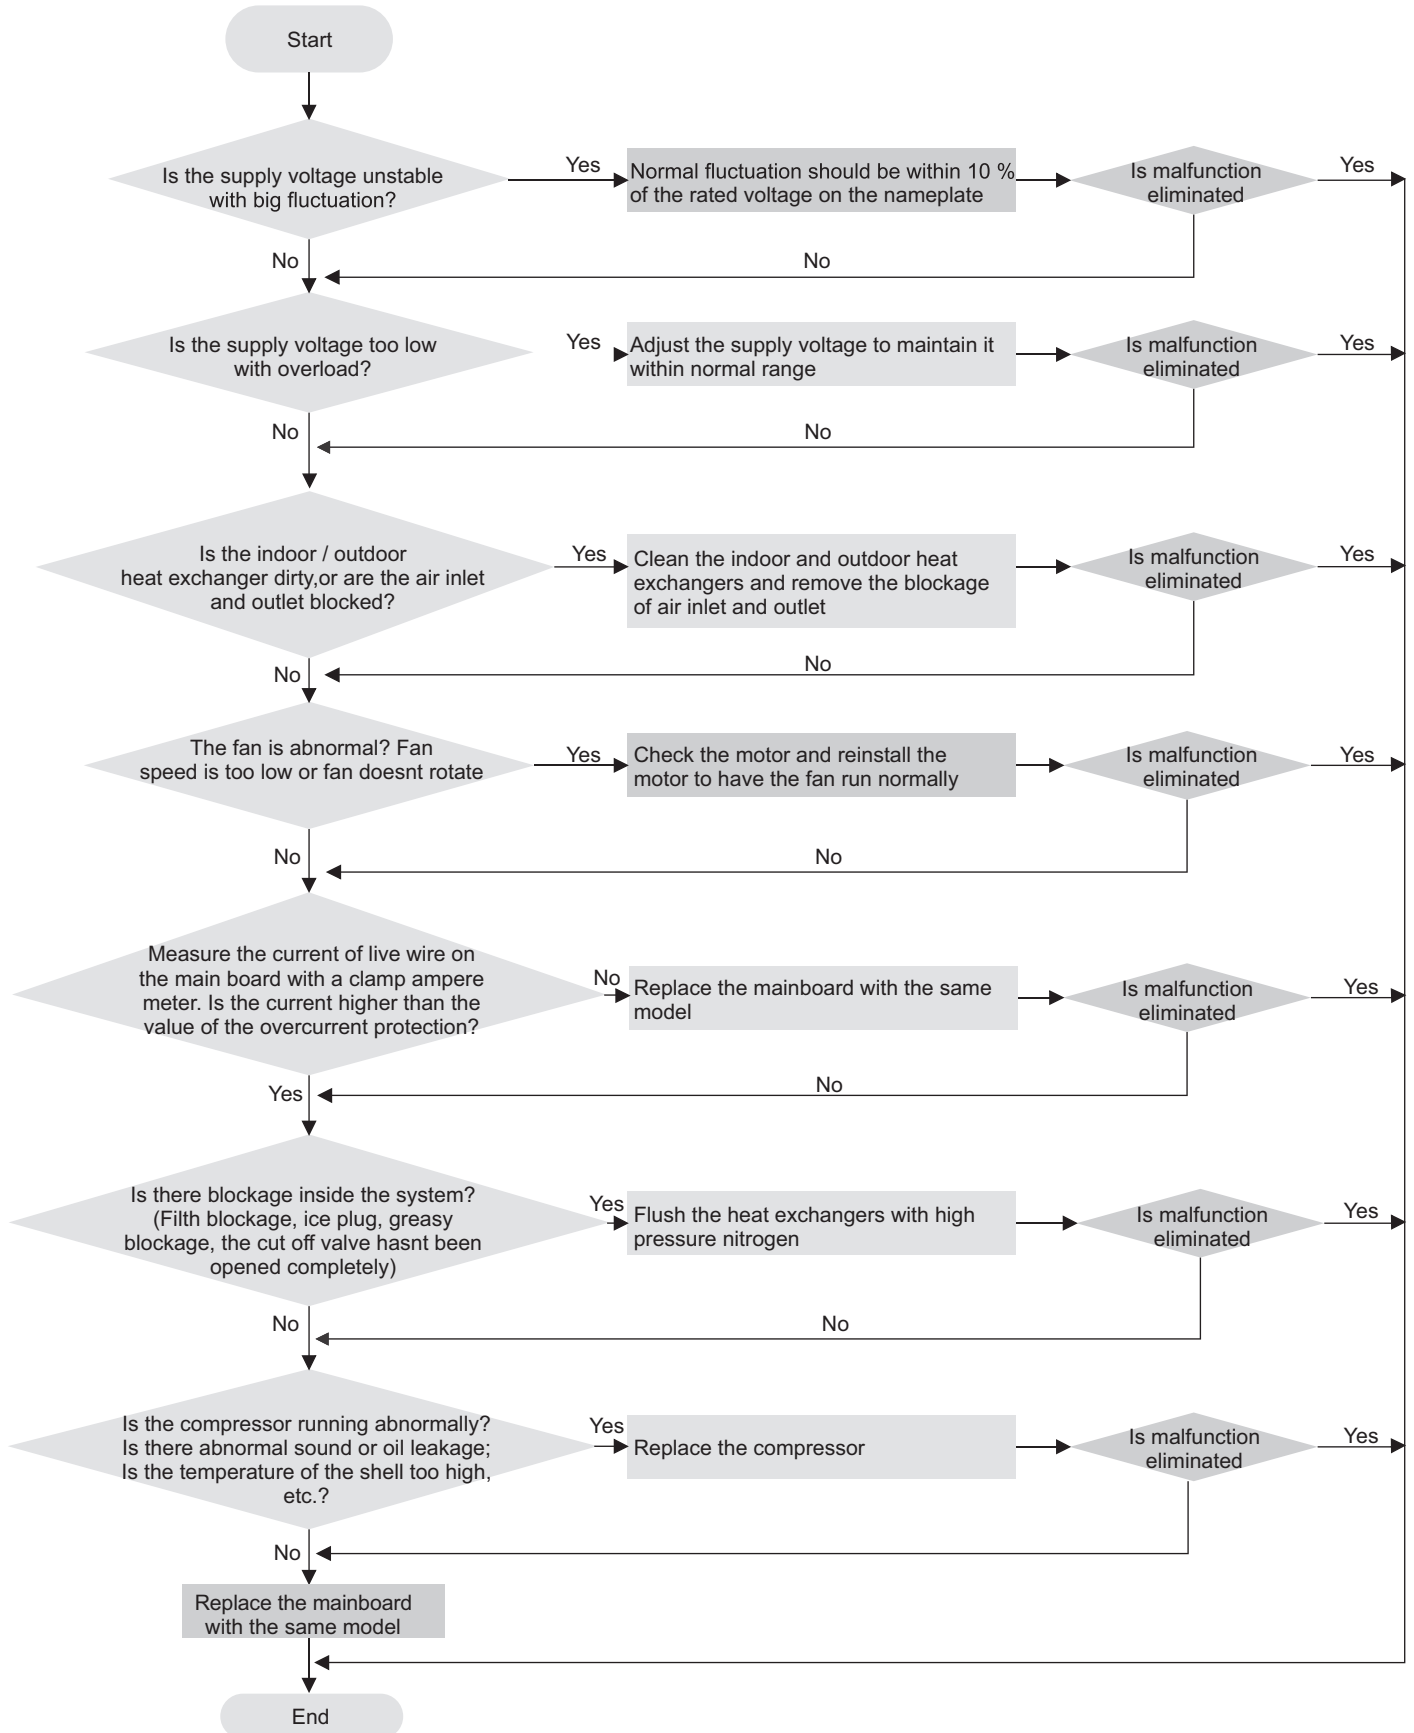 Start
Is the supply voltage unstable
with big fluctuation?
Yes
Normal fluctuation should be within 10 %
of the rated voltage on the nameplate
Is malfunction
eliminated
Yes
No
No
Is the supply voltage too low
with overload?
Yes
Adjust the supply voltage to maintain it
within normal range
Is malfunction
eliminated
Yes
No
No
Is the indoor / outdoor
heat exchanger dirty,or are the air inlet
and outlet blocked?
Yes
Clean the indoor and outdoor heat
exchangers and remove the blockage
of air inlet and outlet
Is malfunction
eliminated
Yes
No
No
The fan is abnormal? Fan
speed is too low or fan doesnt rotate
Yes
Check the motor and reinstall the
motor to have the fan run normally
Is malfunction
eliminated
Yes
No
No
Measure the current of live wire on
the main board with a clamp ampere
meter. Is the current higher than the
value of the overcurrent protection?
No
Replace the mainboard with the same
model
Is malfunction
eliminated
Yes
Yes
No
Is there blockage inside the system?
(Filth blockage, ice plug, greasy
blockage, the cut off valve hasnt been
opened completely)
Yes
Flush the heat exchangers with high
pressure nitrogen
Is malfunction
eliminated
Yes
No
No
Is the compressor running abnormally?
Is there abnormal sound or oil leakage;
Is the temperature of the shell too high,
etc.?
Yes
Replace the compressor
Is malfunction
eliminated
Yes
No
Replace the mainboard
with the same model
End